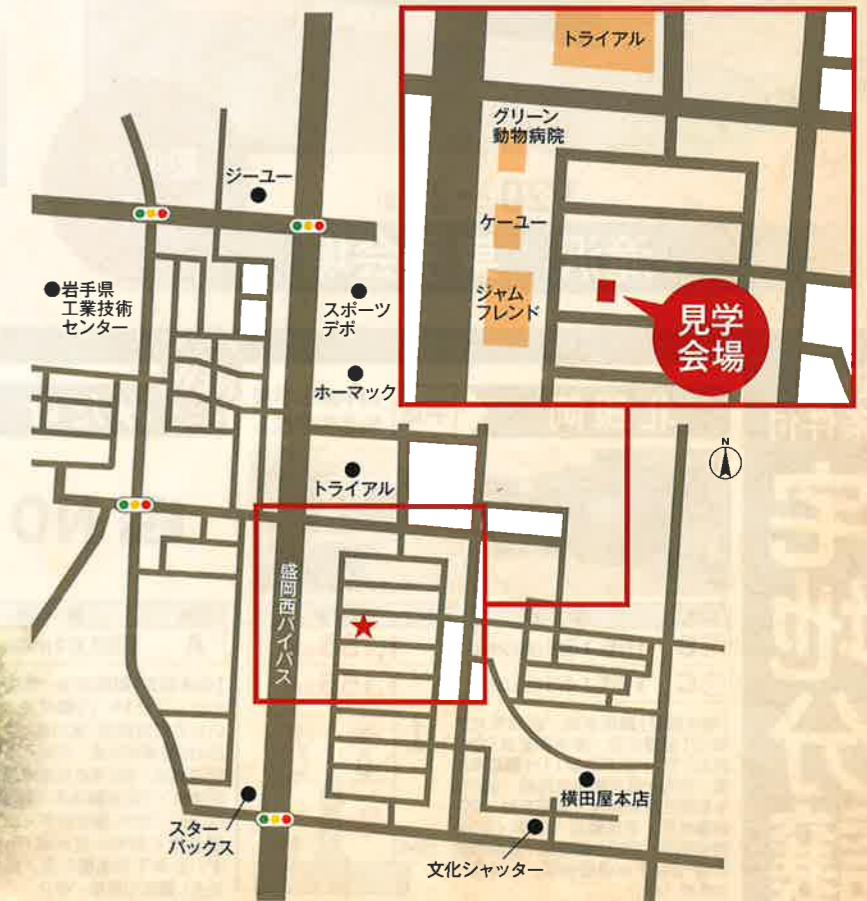 トライアル
グリーン
動物病院
ケーユー
ジャム
フレンド
見学
会場
ジーユー
岩手県
工業技術
センター
スポーツ
デポ
ホーマック
トライアル
N
盛岡西バイパス
横田屋本店
スター
バックス
文化シャッター